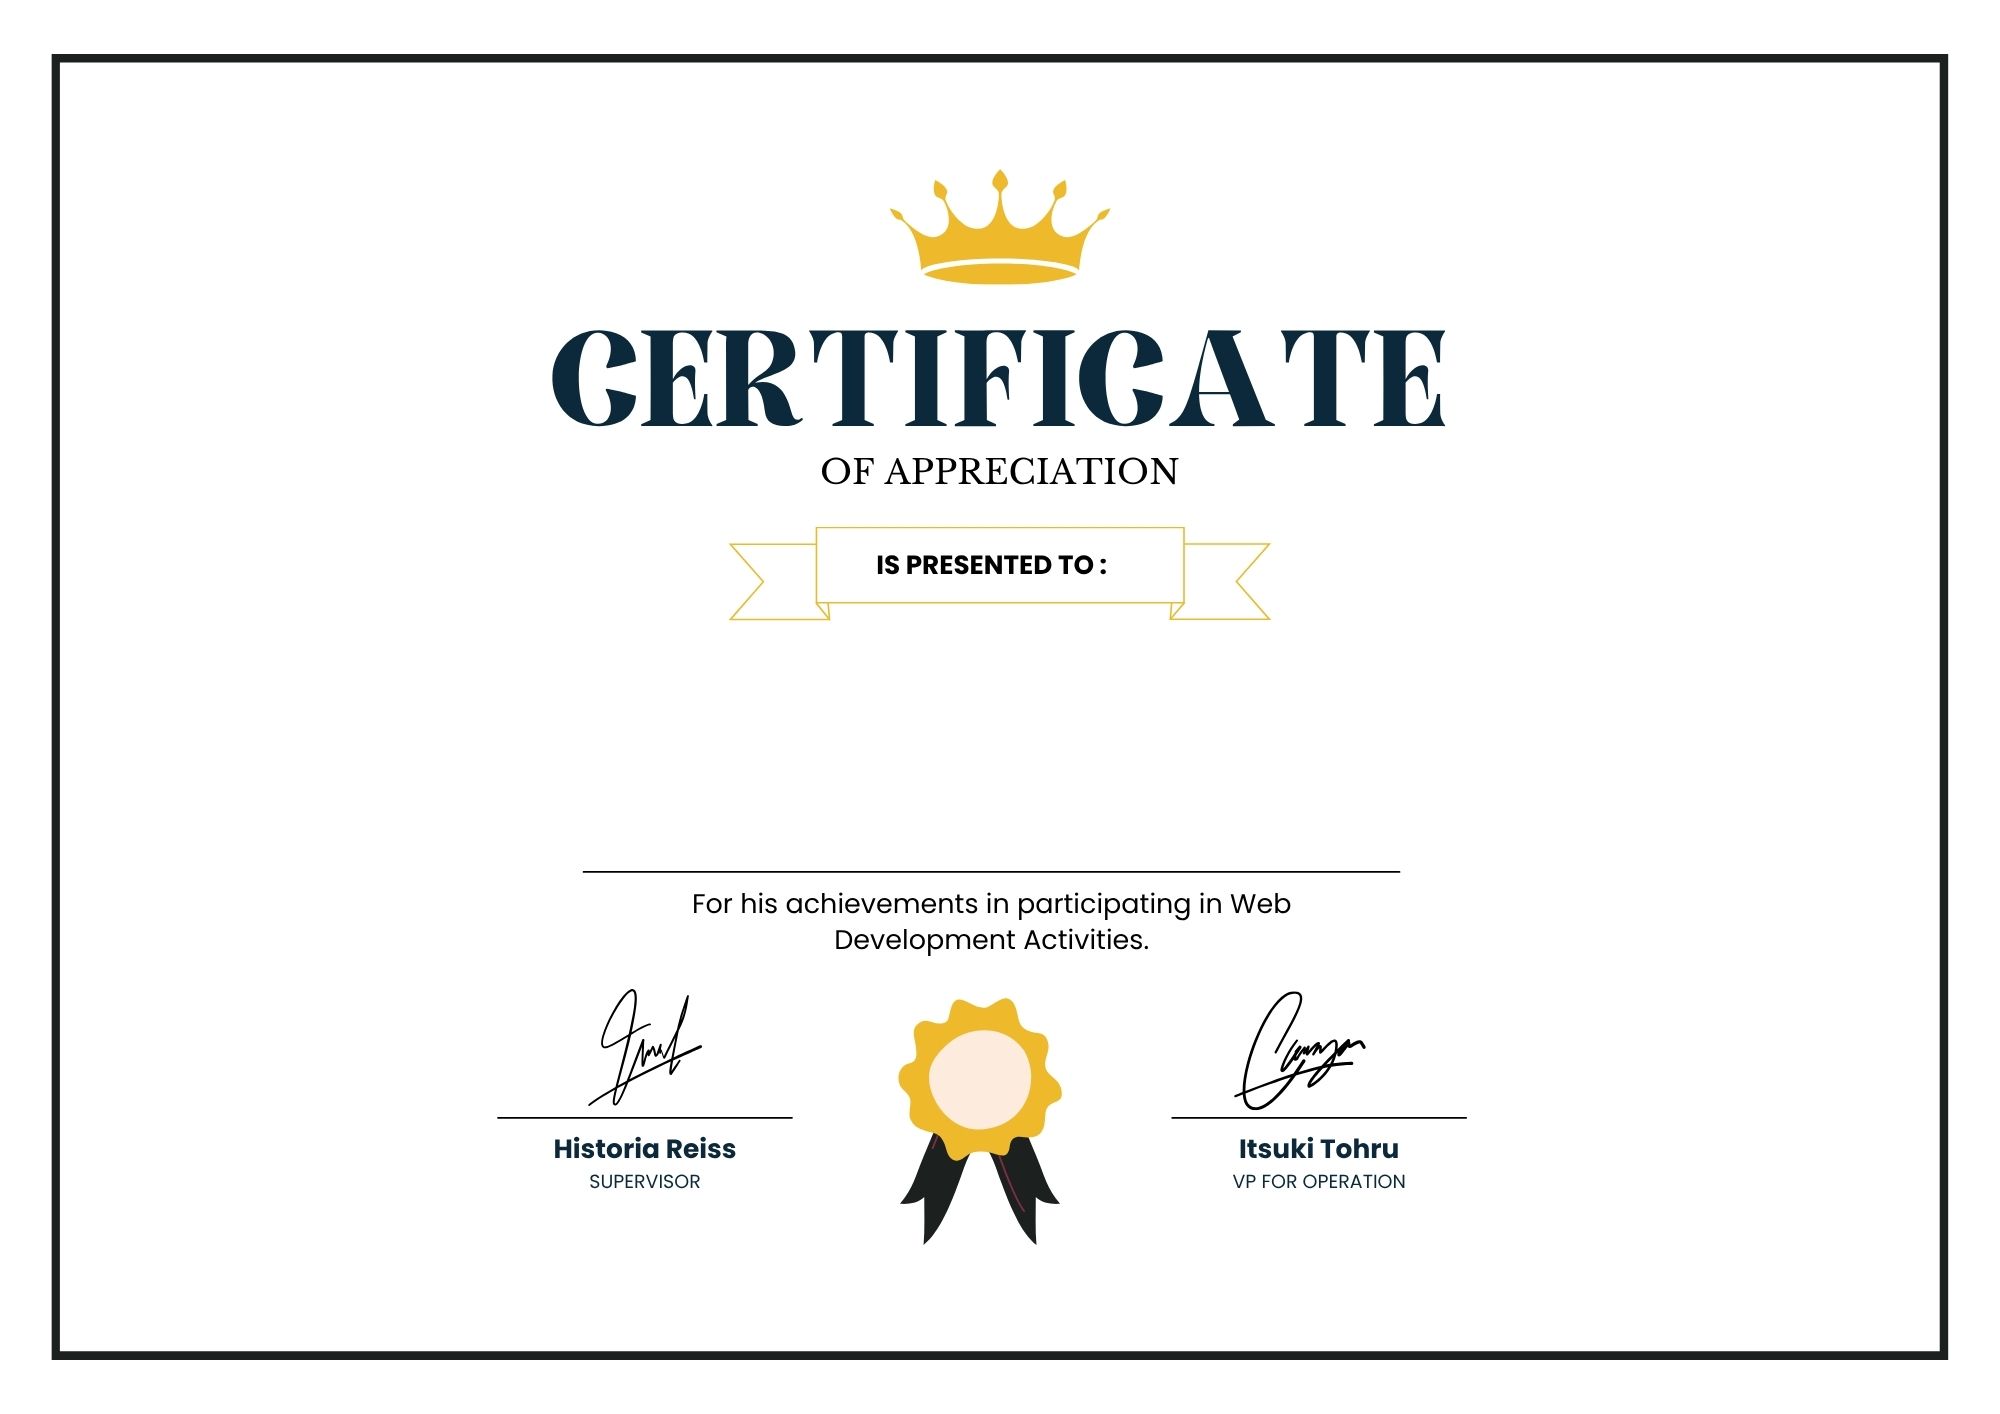 CERTIFICATE
OF APPRECIATION
IS PRESENTED TO :
For his achievements in participating in Web
Development Activities.
Historia Reiss
SUPERVISOR
Itsuki Tohru
VP FOR OPERATION